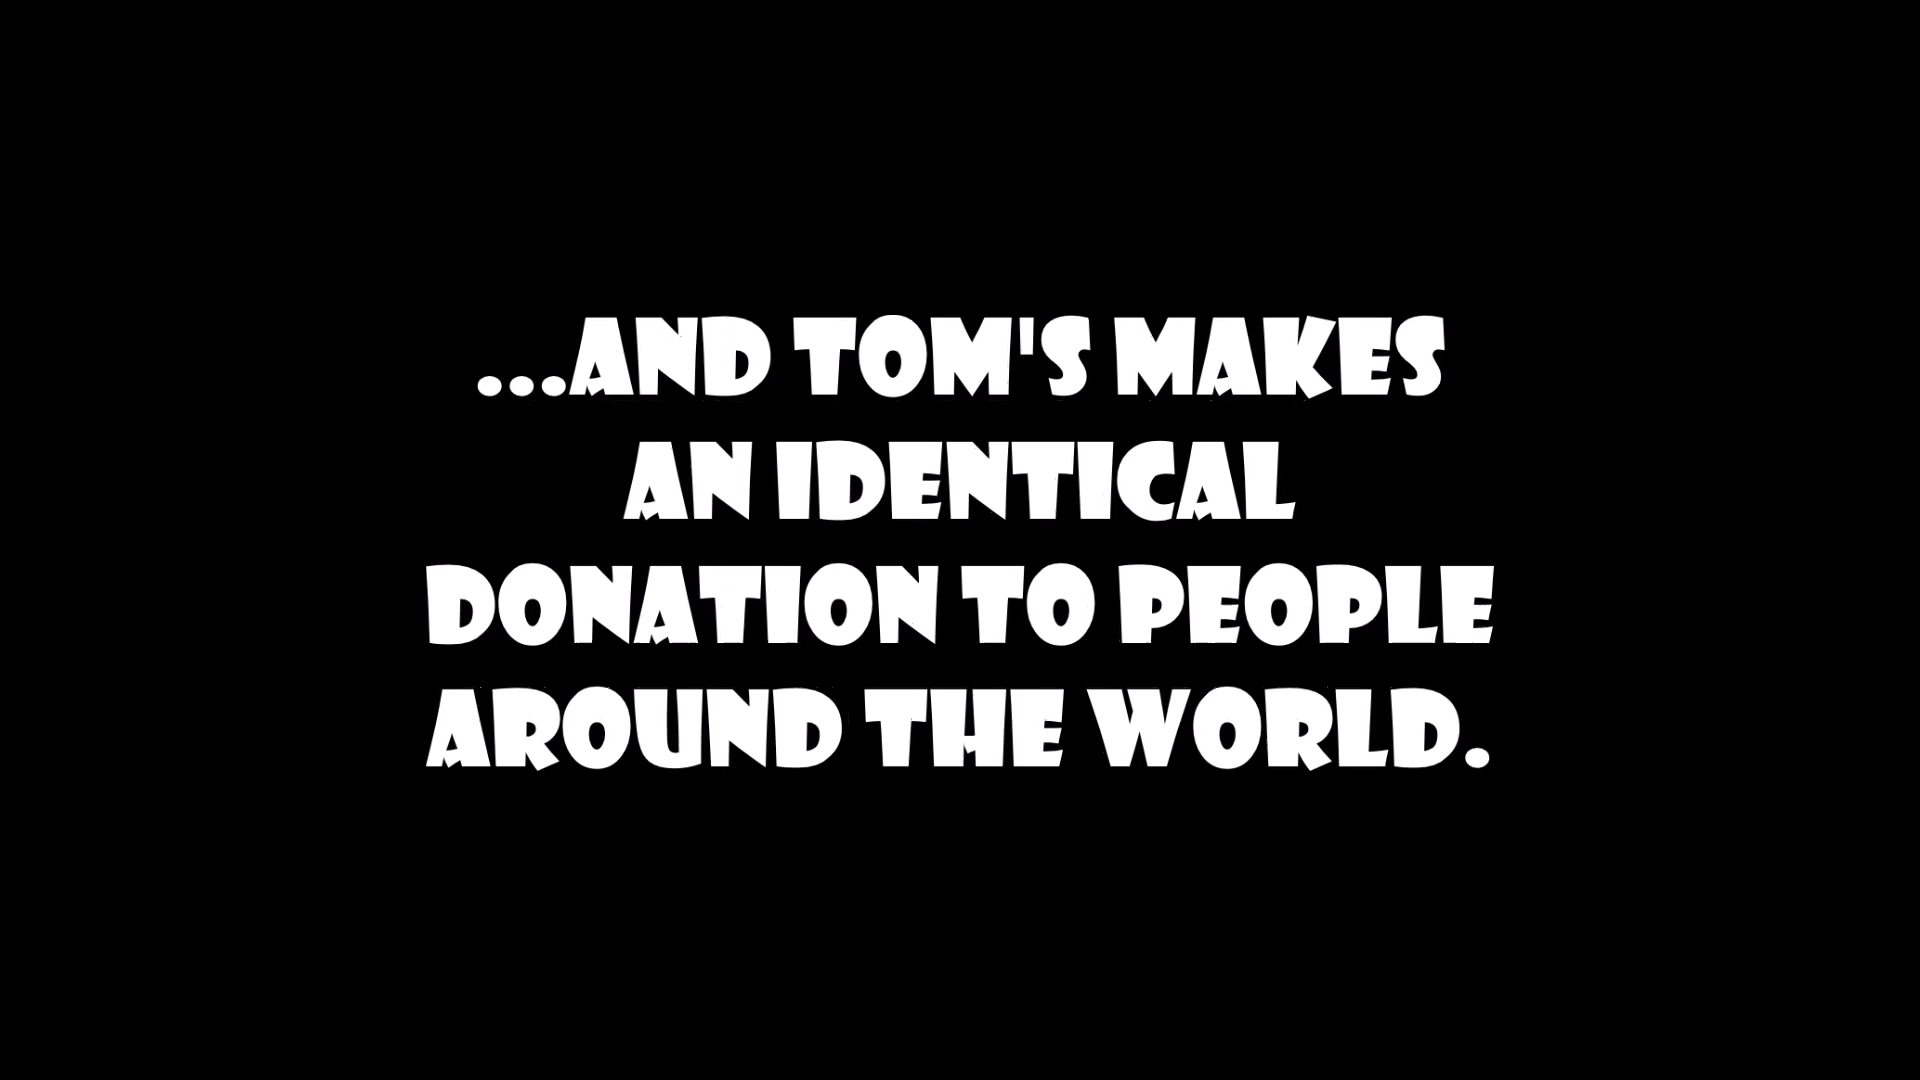 ...AND TOM'S MAKES
AN IDENTICAL
DONATION TO PEOPLE
AROUND THE WORLD.